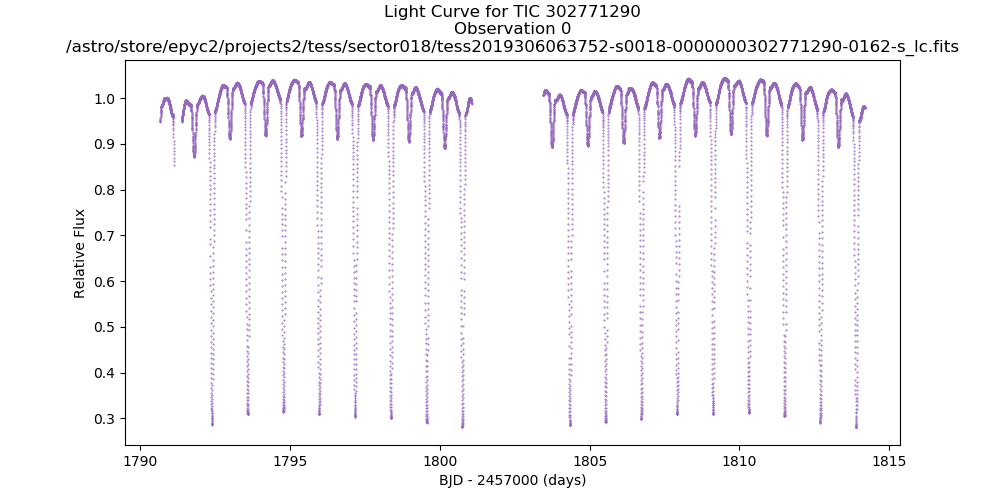 Light Curve for TIC 302771290
Observation 0
/astro/store/epyc2/projects2/tess/sector018/tess2019306063752-s0018-0000000302771290-0162-s_lc.fits
1.0
0.9
0.8
0.7
0.6
0.5
0.4
0.3
Relative Flux
1790
1795
1800
1805
1810
1815
BJD - 2457000 (days)